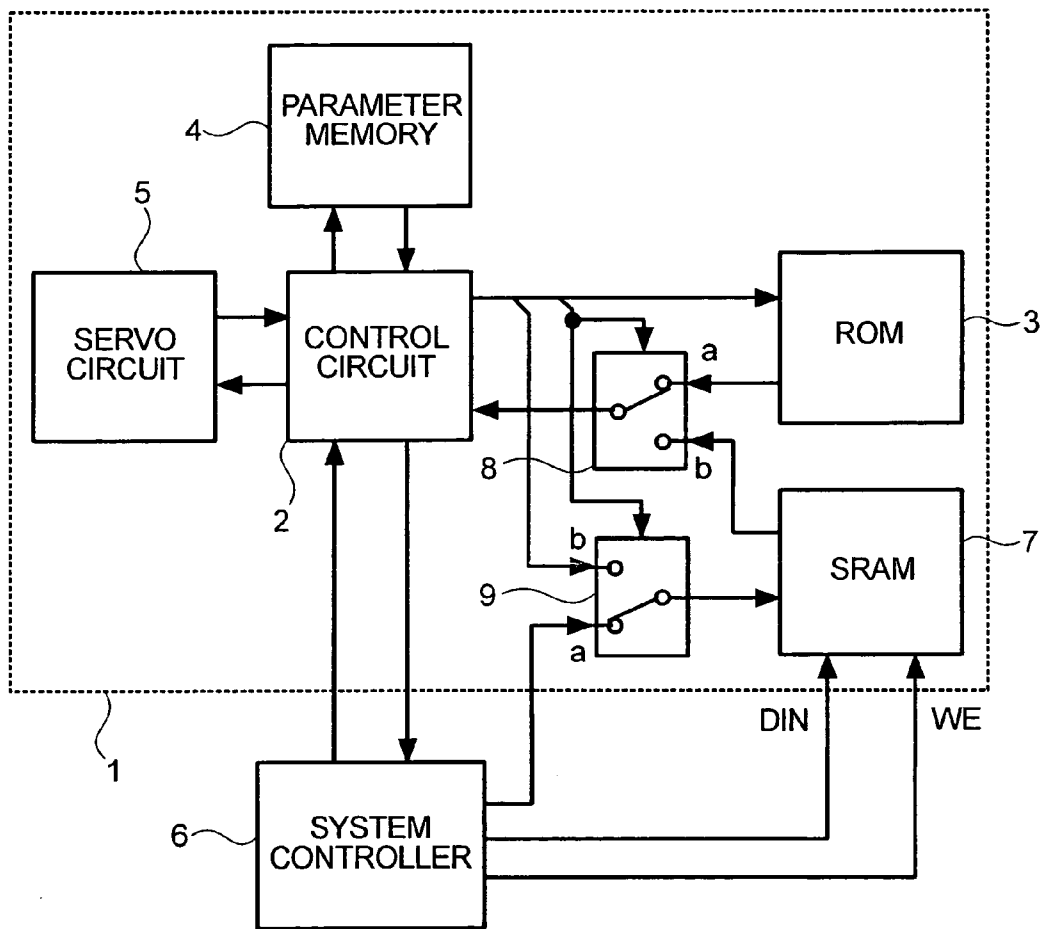 PARAMETER
MEMORY
4
5
SERVO
CIRCUIT
CONTROL
CIRCUIT
2
ROM
3
a
8
b
b
9
a
SRAM
7
DIN
WE
1
6
SYSTEM
CONTROLLER